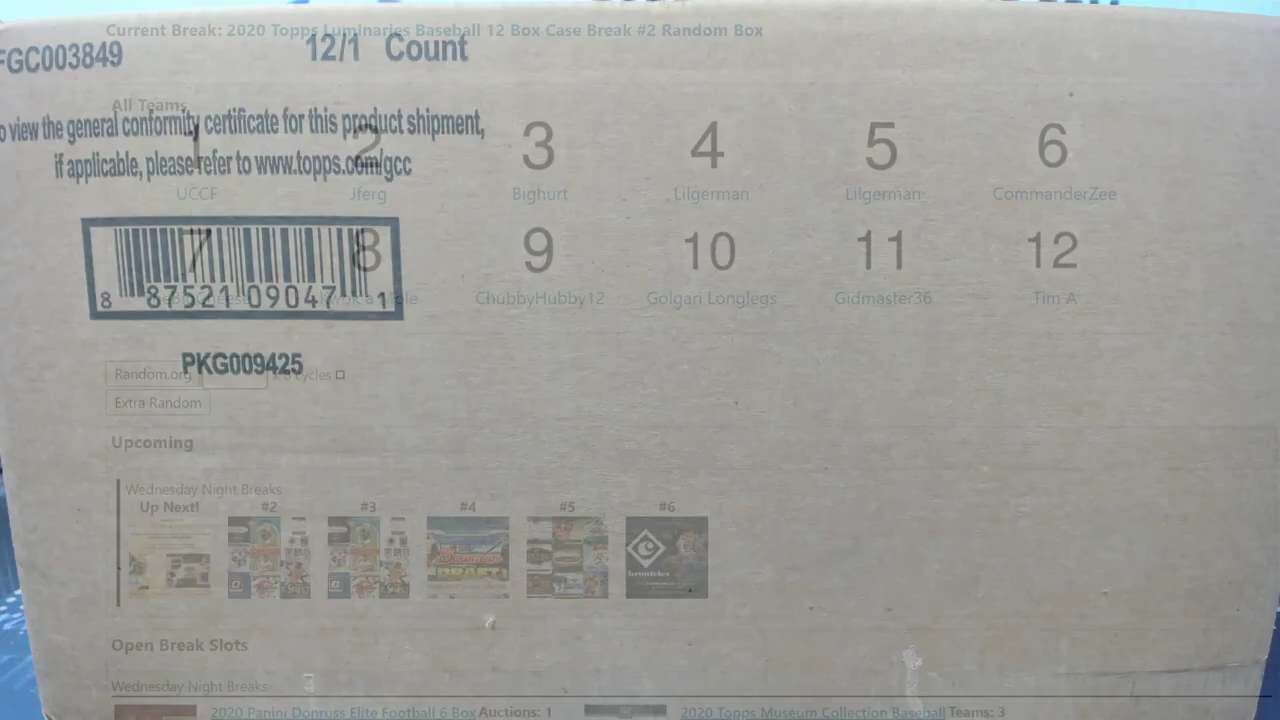 Current Break: 2020 Topps Luminaries Baseball 12 Box Case Break #2 Random Box
FGC003849
12/1 Count
All Teams
o view the general conformity certificate for this product shipment,
if applicable, please refer to www.topps.com/gcc
1 2 3 4 5 6
UCCF Jferg Bighurt Lilgerman Lilgerman CommanderZee
7 8 9 10 11 12
ChubbyHubby12 Golgari Longlegs Gidmaster36 Tim A
8 87521 09047 1
PKG009425
Random.org Cycles
Extra Random
Upcoming
Wednesday Night Breaks
Up Next! #2 #3 #4 #5 #6
DRAFT
chronicles
Open Break Slots
Wednesday Night Breaks
2020 Panini Donruss Elite Football 6 Box Auctions: 1 2020 Topps Museum Collection Baseball Teams: 3